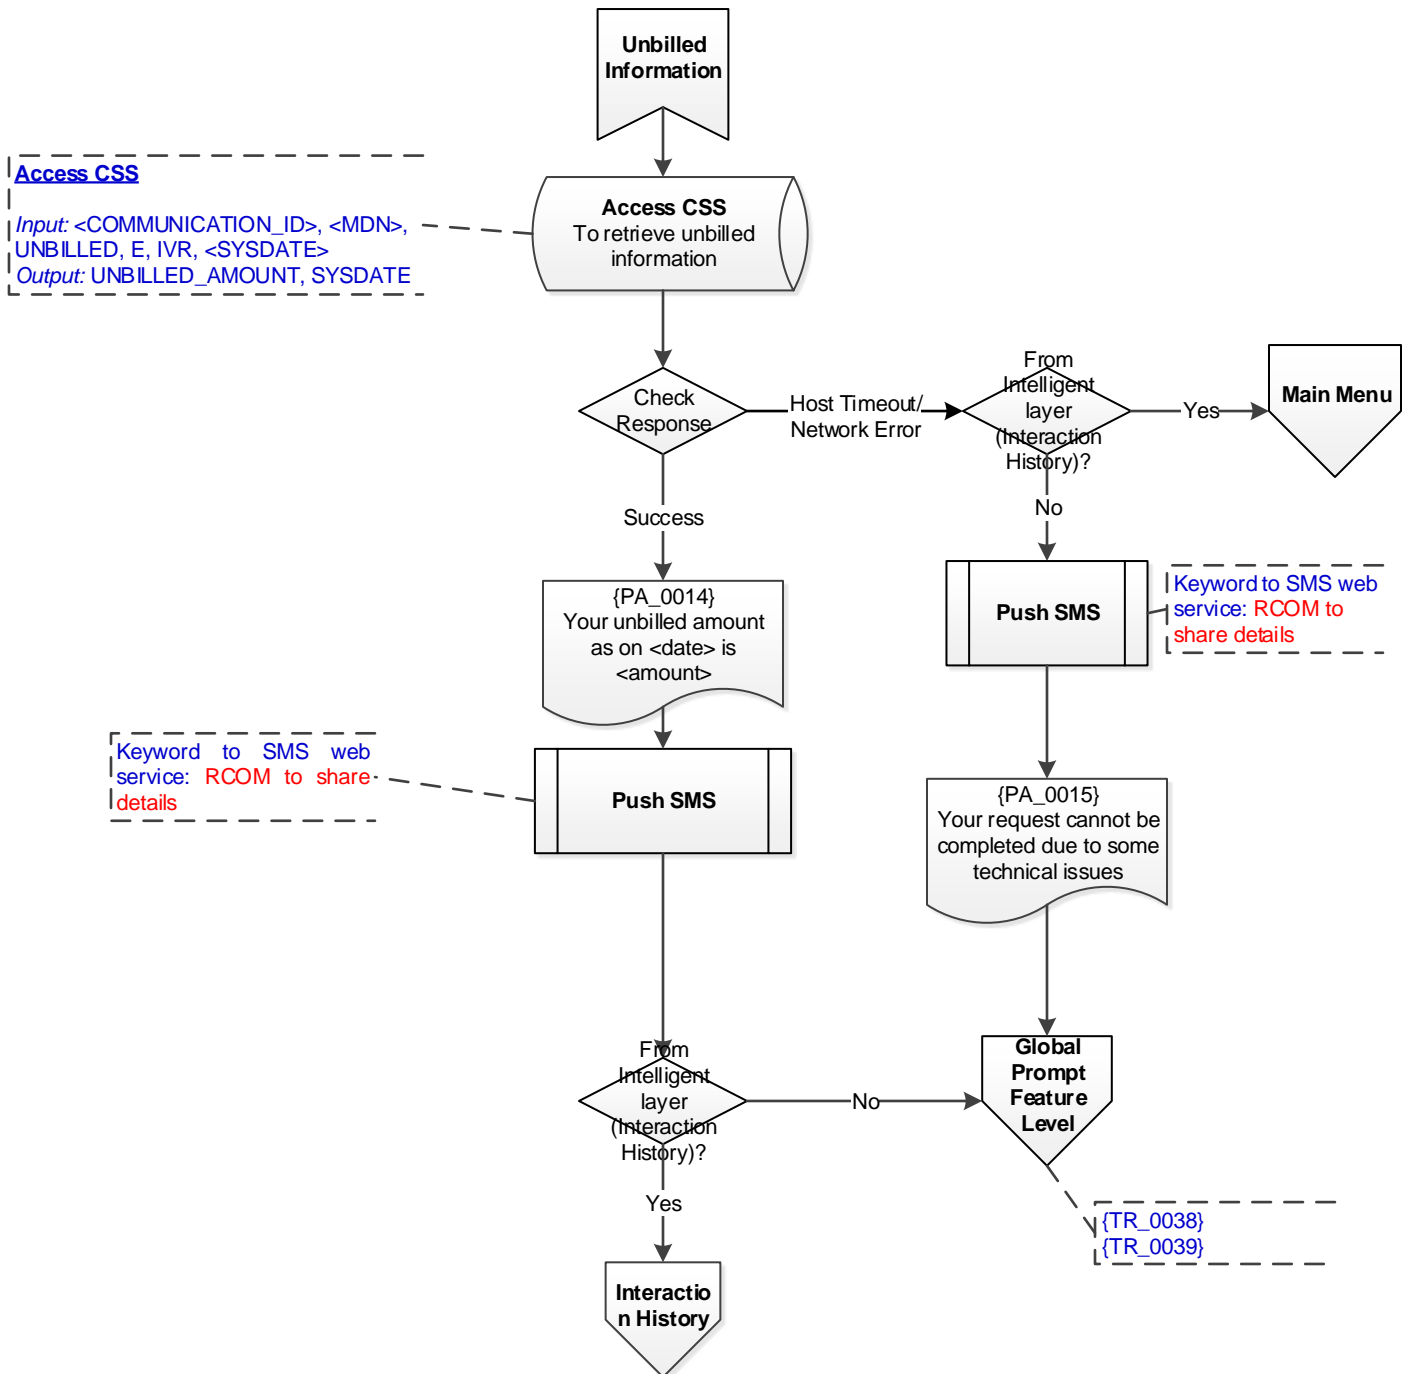 Unbilled
Information
Access CSS
Input: <COMMUNICATION_ID>, <MDN>,
UNBILLED, E, IVR, <SYSDATE>
Output: UNBILLED_AMOUNT, SYSDATE
Access CSS
To retrieve unbilled
information
Check
Response
Host Timeout/
Network Error
From
Intelligent
layer
(Interaction
History)?
Yes
Main Menu
Success
No
{PA_0014}
Your unbilled amount
as on <date> is
<amount>
Push SMS
Keyword to SMS web
service: RCOM to
share details
Keyword to SMS web
service: RCOM to share
details
Push SMS
{PA_0015}
Your request cannot be
completed due to some
technical issues
From
Intelligent
layer
(Interaction
History)?
No
Global
Prompt
Feature
Level
Yes
{TR_0038}
{TR_0039}
Interactio
n History